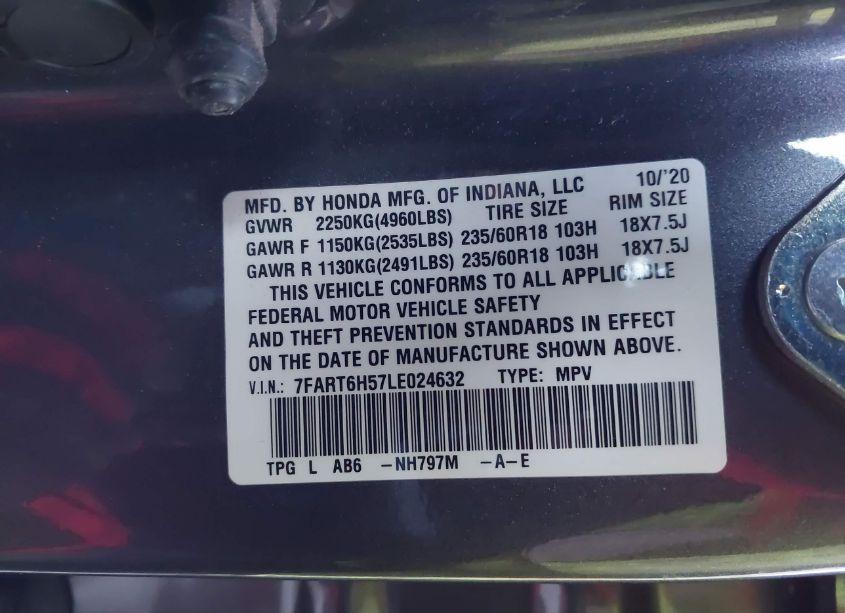 MFD. BY HONDA MFG. OF INDIANA, LLC 10/'20
GVWR 2250KG(4960LBS) TIRE SIZE RIM SIZE
GAWR F 1150KG(2535LBS) 235/60R18 103H 18X7.5J
GAWR R 1130KG(2491LBS) 235/60R18 103H 18X7.5J
THIS VEHICLE CONFORMS TO ALL APPLICABLE
FEDERAL MOTOR VEHICLE SAFETY
AND THEFT PREVENTION STANDARDS IN EFFECT
ON THE DATE OF MANUFACTURE SHOWN ABOVE.
V.I.N.: 7FART6H57LE024632 TYPE: MPV
TPG L AB6 -NH797M -A-E